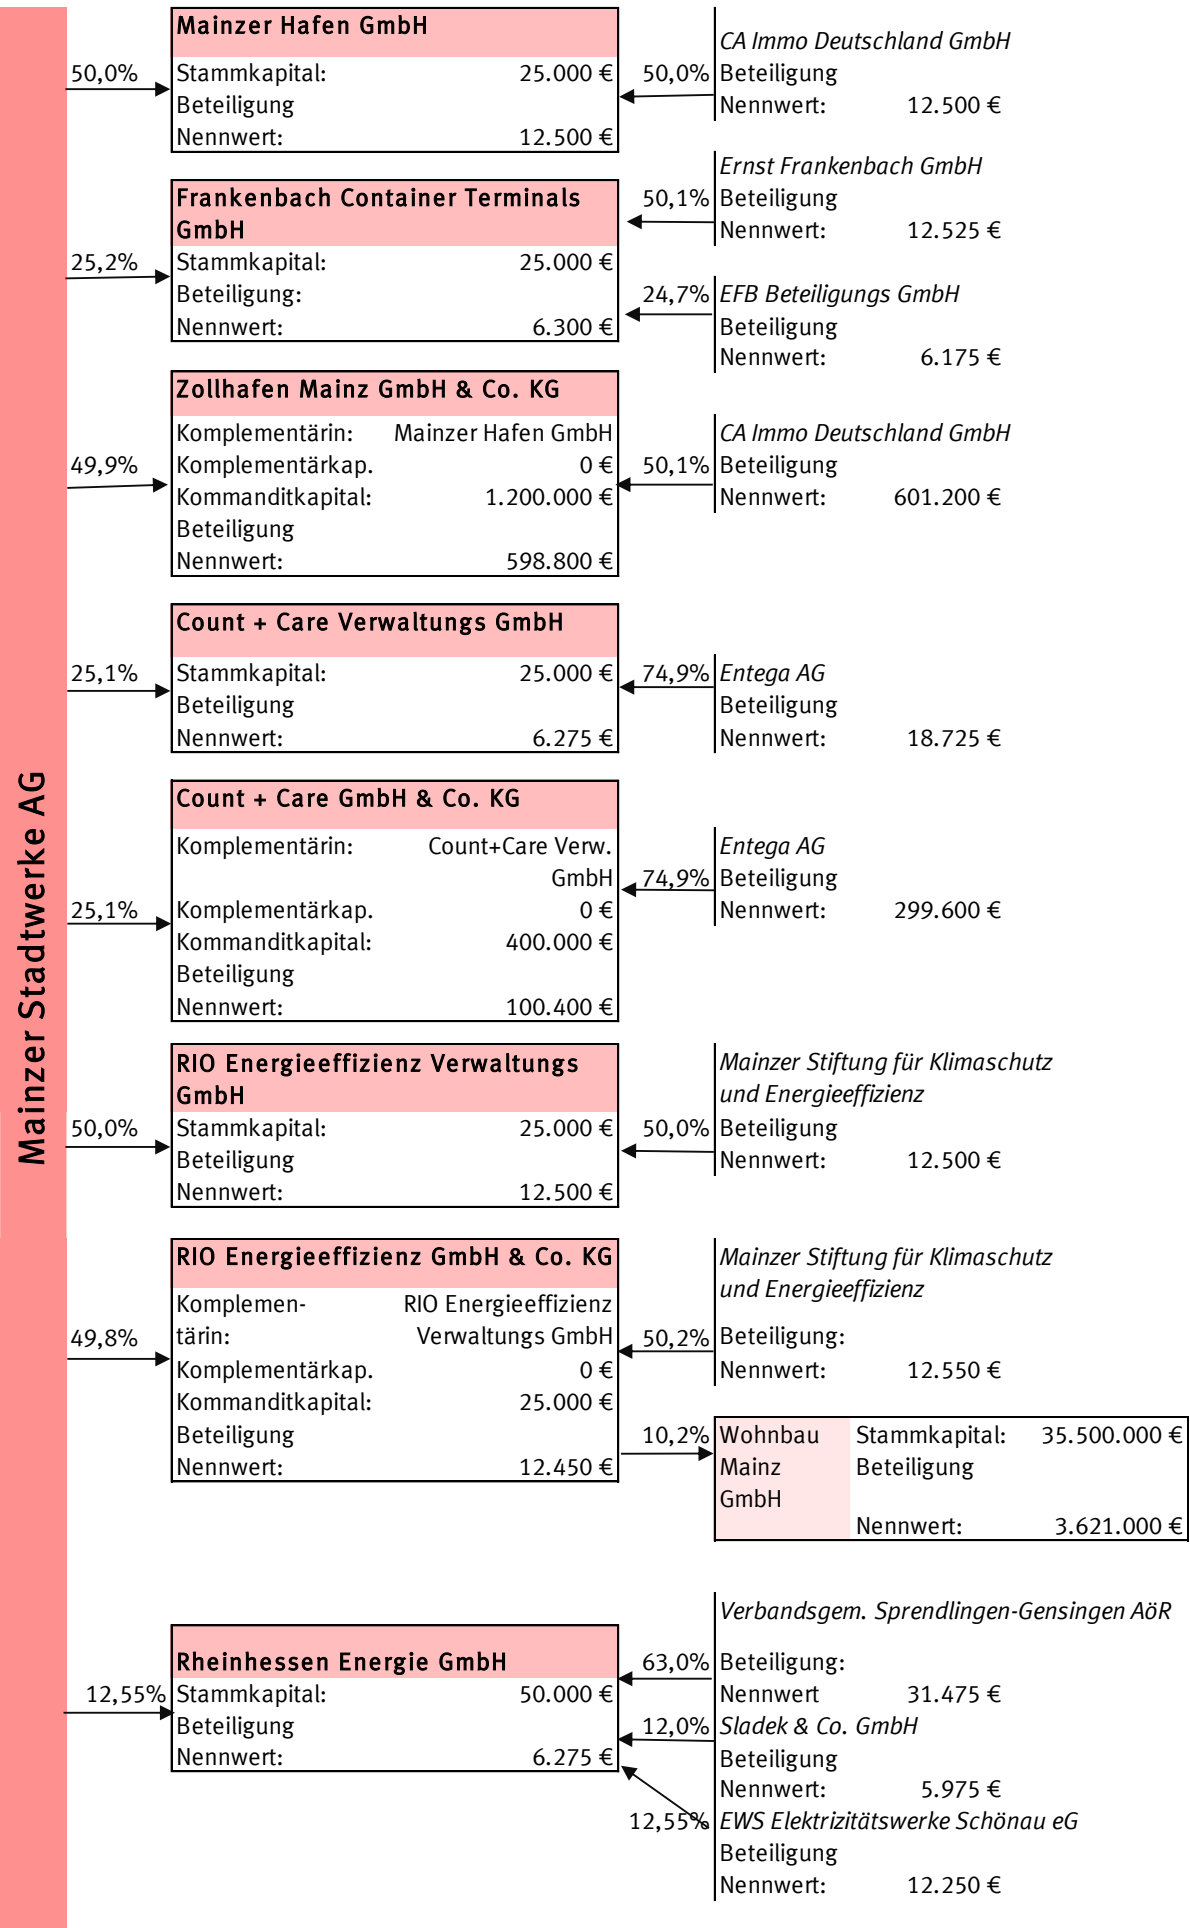 Mainzer Stadtwerke AG
Mainzer Hafen GmbH
50,0%
Stammkapital: 25.000 €
Beteiligung
Nennwert: 12.500 €
CA Immo Deutschland GmbH
50,0% Beteiligung
Nennwert: 12.500 €
Frankenbach Container Terminals
GmbH
25,2%
Stammkapital: 25.000 €
Beteiligung:
Nennwert: 6.300 €
Ernst Frankenbach GmbH
50,1% Beteiligung
Nennwert: 12.525 €
24,7% EFB Beteiligungs GmbH
Beteiligung
Nennwert: 6.175 €
Zollhafen Mainz GmbH & Co. KG
Komplementärin: Mainzer Hafen GmbH
49,9%
Komplementärkap. 0 €
Kommanditkapital: 1.200.000 €
Beteiligung
Nennwert: 598.800 €
CA Immo Deutschland GmbH
50,1% Beteiligung
Nennwert: 601.200 €
Count + Care Verwaltungs GmbH
25,1%
Stammkapital: 25.000 €
Beteiligung
Nennwert: 6.275 €
74,9% Entega AG
Beteiligung
Nennwert: 18.725 €
Count + Care GmbH & Co. KG
Komplementärin: Count+Care Verw.
GmbH
25,1%
Komplementärkap. 0 €
Kommanditkapital: 400.000 €
Beteiligung
Nennwert: 100.400 €
Entega AG
74,9% Beteiligung
Nennwert: 299.600 €
RIO Energieeffizienz Verwaltungs
GmbH
50,0%
Stammkapital: 25.000 €
Beteiligung
Nennwert: 12.500 €
Mainzer Stiftung für Klimaschutz
und Energieeffizienz
50,0% Beteiligung
Nennwert: 12.500 €
RIO Energieeffizienz GmbH & Co. KG
Komplemen- RIO Energieeffizienz
49,8%
tärin: Verwaltungs GmbH
Komplementärkap. 0 €
Kommanditkapital: 25.000 €
Beteiligung
Nennwert: 12.450 €
Mainzer Stiftung für Klimaschutz
und Energieeffizienz
50,2% Beteiligung:
Nennwert: 12.550 €
10,2% Wohnbau Stammkapital: 35.500.000 €
Mainz Beteiligung
GmbH
Nennwert: 3.621.000 €
Rheinhessen Energie GmbH
12,55%
Stammkapital: 50.000 €
Beteiligung
Nennwert: 6.275 €
Verbandsgem. Sprendlingen-Gensingen AöR
63,0% Beteiligung:
Nennwert 31.475 €
12,0% Sladek & Co. GmbH
Beteiligung
Nennwert: 5.975 €
12,55% EWS Elektrizitätswerke Schönau eG
Beteiligung
Nennwert: 12.250 €